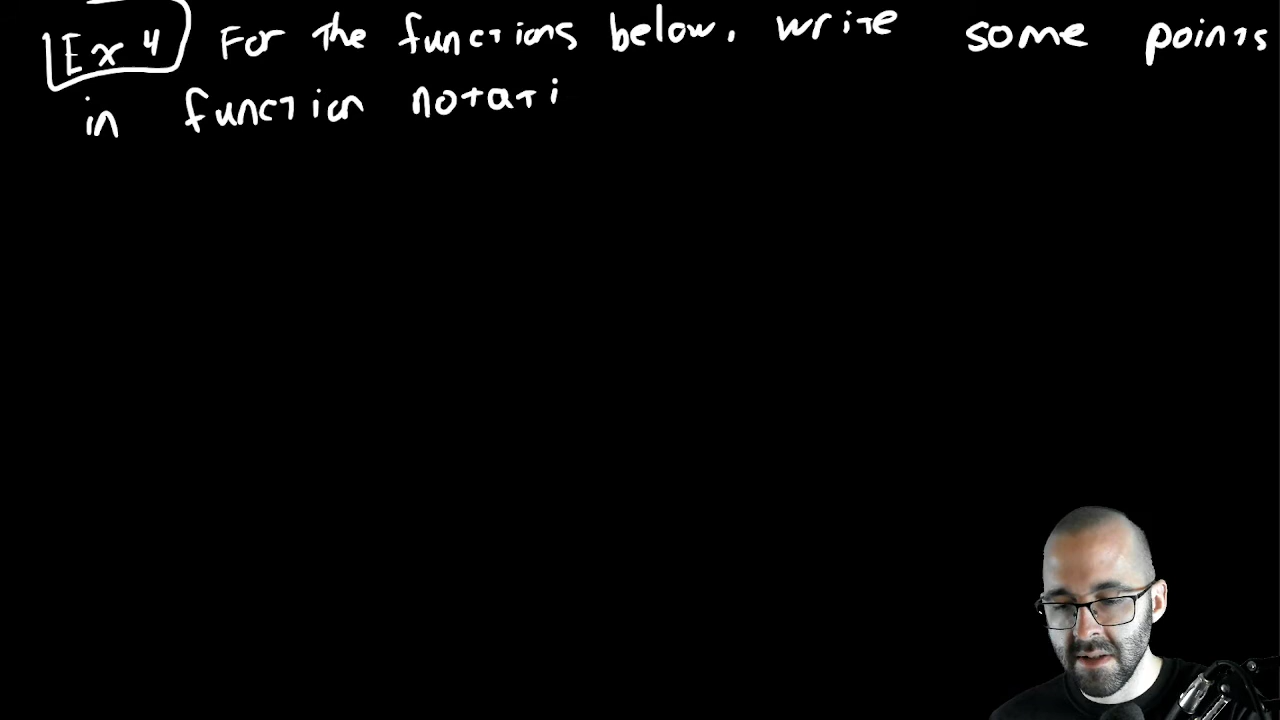 Ex 4 For the functions below, write some points
in function notati